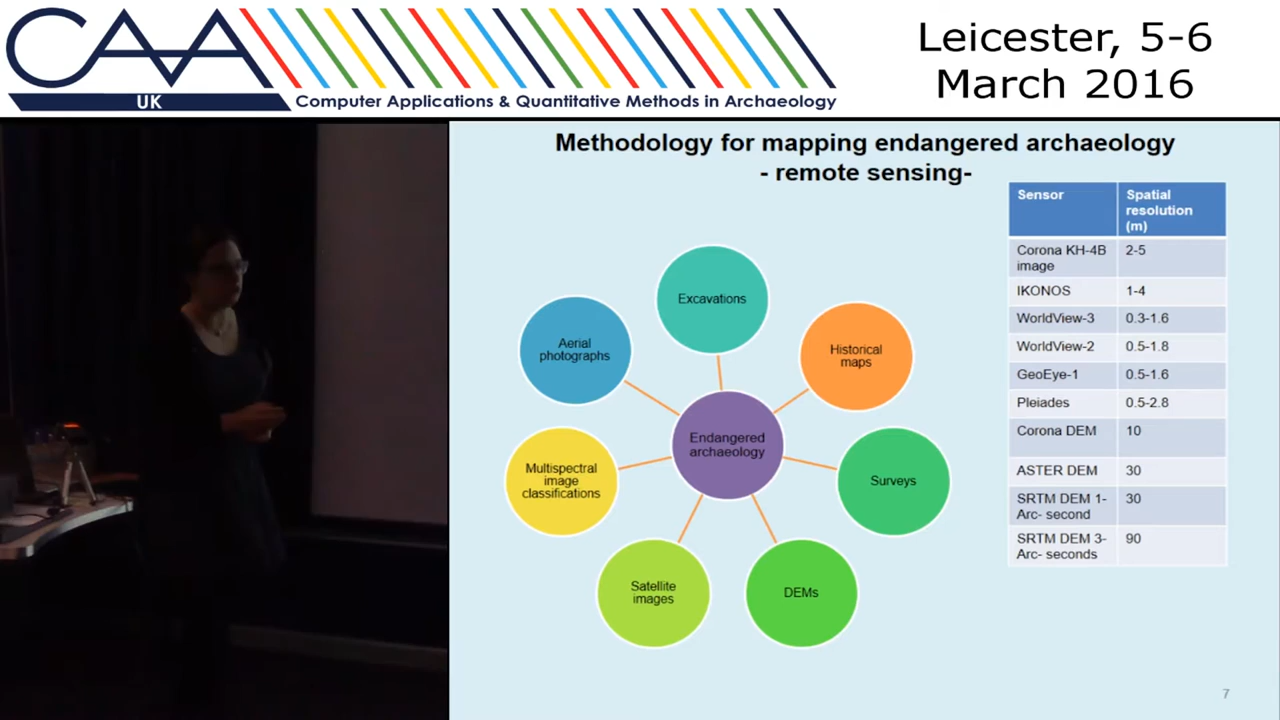 CAA
UK
Computer Applications & Quantitative Methods in Archaeology
Leicester, 5-6
March 2016
Methodology for mapping endangered archaeology
- remote sensing-
Excavations
Aerial
photographs
Historical
maps
Endangered
archaeology
Multispectral
image
classifications
Surveys
Satellite
images
DEMs
Sensor
Spatial
resolution
(m)
Corona KH-4B
image
2-5
IKONOS
1-4
WorldView-3
0.3-1.6
WorldView-2
0.5-1.8
GeoEye-1
0.5-1.6
Pleiades
0.5-2.8
Corona DEM
10
ASTER DEM
30
SRTM DEM 1-
Arc- second
30
SRTM DEM 3-
Arc- seconds
90
7